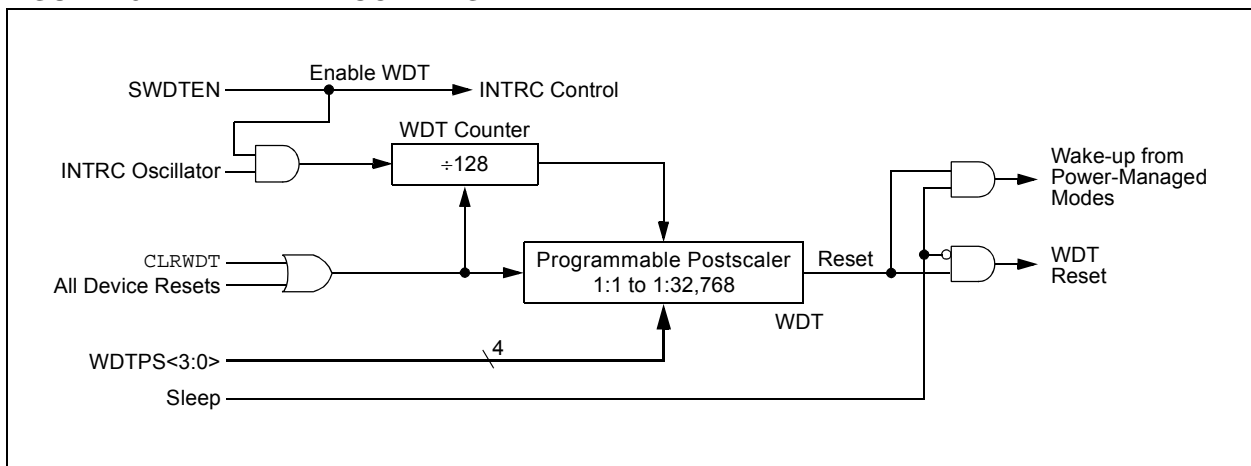 Enable WDT
SWDTEN
INTRC Control
WDT Counter
÷128
INTRC Oscillator
Wake-up from
Power-Managed
Modes
CLRWDT
All Device Resets
Programmable Postscaler
1:1 to 1:32,768
Reset
WDT
Reset
WDT
4
WDTPS<3:0>
Sleep